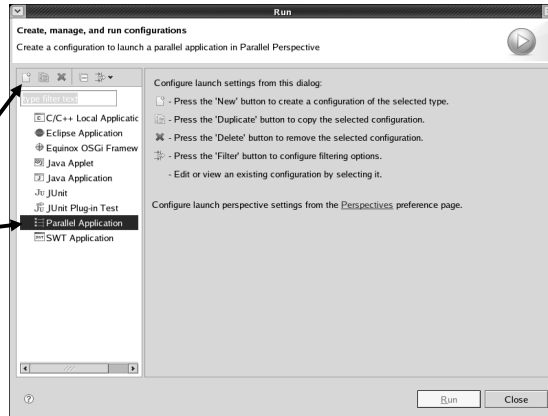 Run
Create, manage, and run configurations
Create a configuration to launch a parallel application in Parallel Perspective
type filter text
C/C++ Local Applicatic
Eclipse Application
Equinox OSGi Framew
Java Applet
Java Application
JUnit
JUnit Plug-in Test
Parallel Application
SWT Application
Configure launch settings from this dialog:
- Press the 'New' button to create a configuration of the selected type.
- Press the 'Duplicate' button to copy the selected configuration.
- Press the 'Delete' button to remove the selected configuration.
- Press the 'Filter' button to configure filtering options.
- Edit or view an existing configuration by selecting it.
Configure launch perspective settings from the Perspectives preference page.
Run
Close